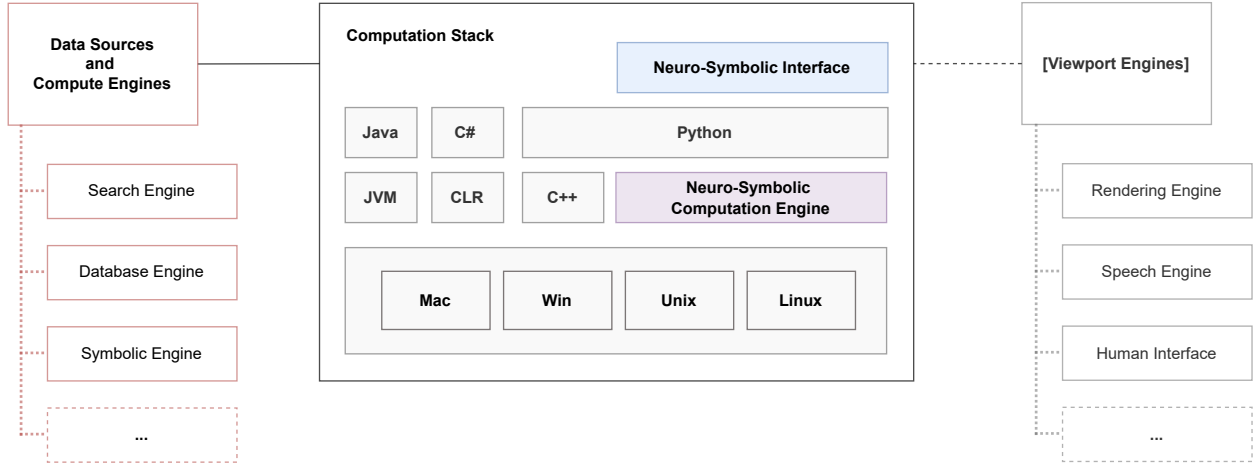 Data Sources
and
Compute Engines
Search Engine
Database Engine
Symbolic Engine
...
Computation Stack
Neuro-Symbolic Interface
Java
C#
Python
JVM
CLR
C++
Neuro-Symbolic
Computation Engine
Mac
Win
Unix
Linux
[Viewport Engines]
Rendering Engine
Speech Engine
Human Interface
...